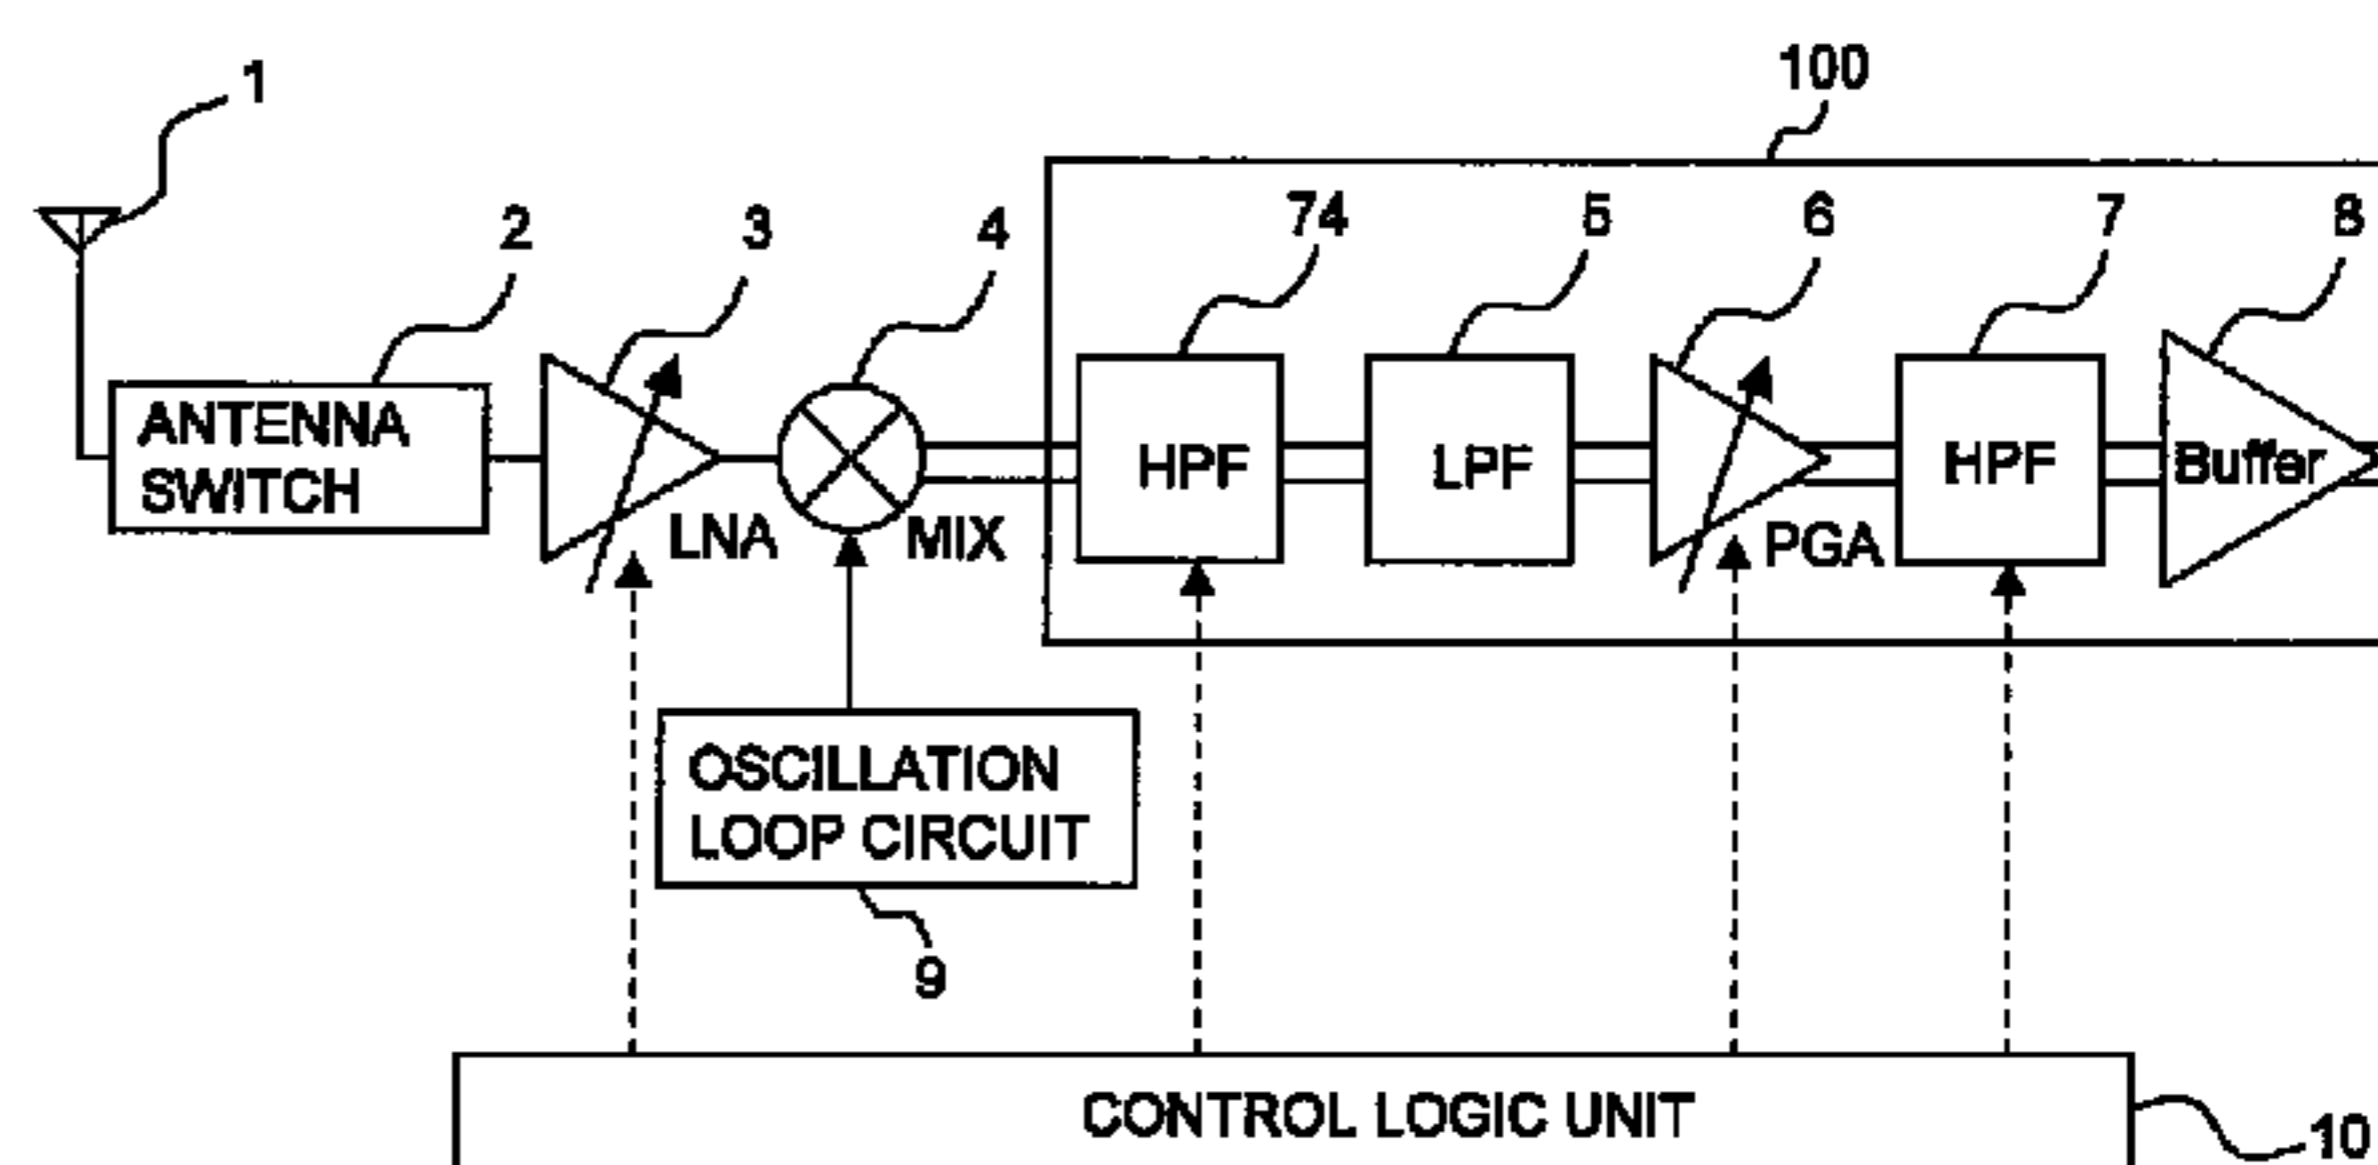 1
100
2
3
4
74
5
6
7
8
ANTENNA
SWITCH
HPF
LPF
HPF
Buffer
LNA
MIX
PGA
OSCILLATION
LOOP CIRCUIT
9
CONTROL LOGIC UNIT
10